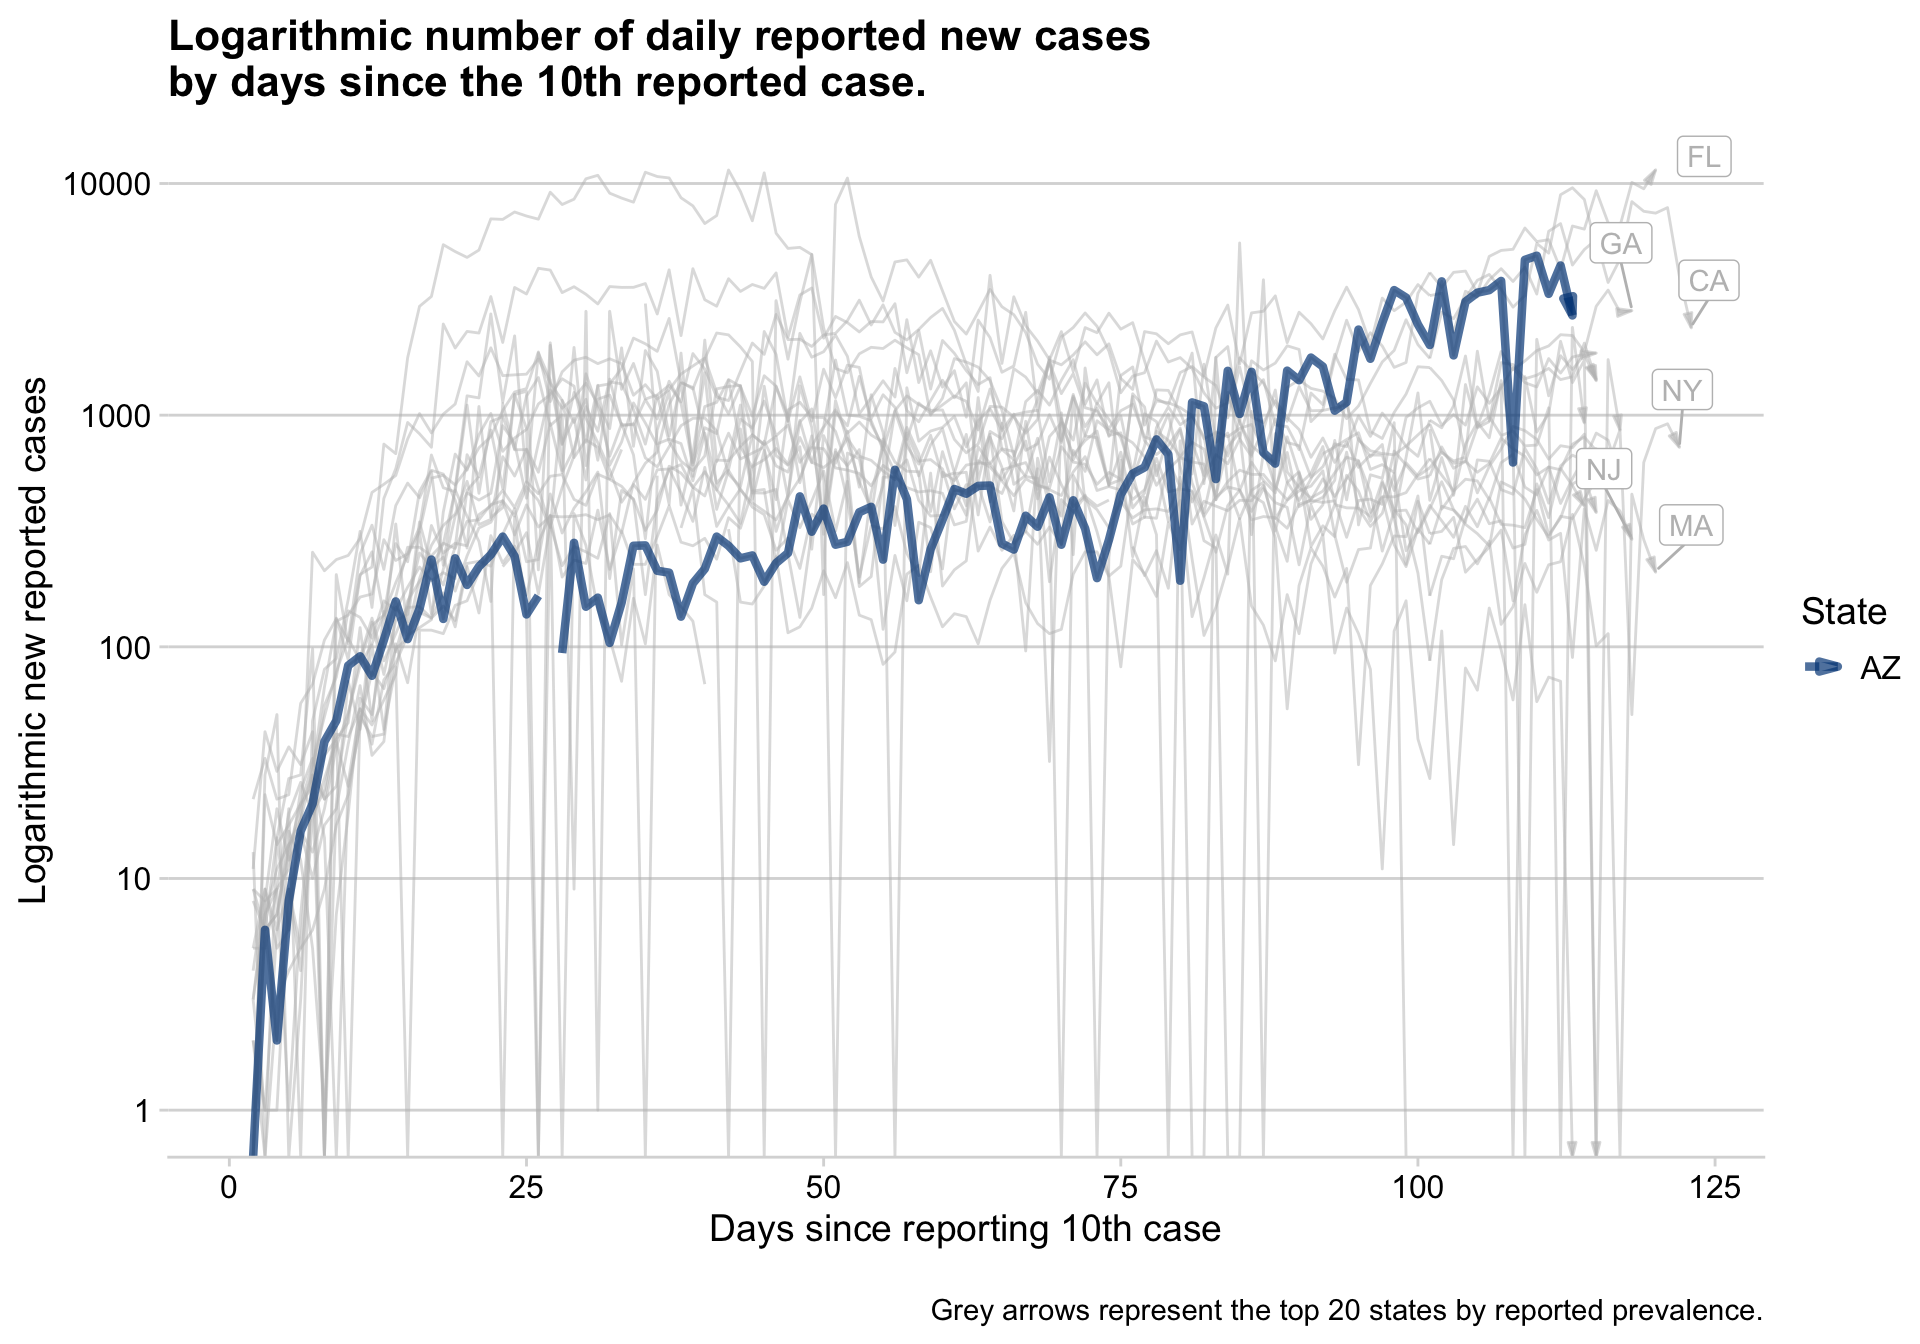 Logarithmic number of daily reported new cases
by days since the 10th reported case.
Logarithmic new reported cases
10000
1000
100
10
1
FL
GA
CA
NY
NJ
MA
State
AZ
0
25
50
75
100
125
Days since reporting 10th case
Grey arrows represent the top 20 states by reported prevalence.